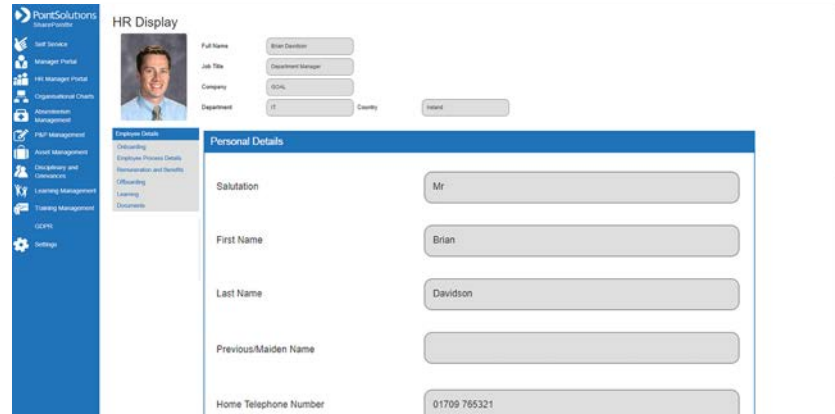 PointSolutions
SharePointHr
Self Service
Manager Portal
HR Manager Portal
Organisational Charts
Absenteeism
Management
P&P Management
Asset Management
Disciplinary and
Grievances
Learning Management
Training Management
GDPR
Settings
HR Display
Full Name
Brian Davidson
Job Title
Department Manager
Company
GOAL
Department
IT
Country
Ireland
Employee Details
Onboarding
Employee Process Details
Remuneration and Benefits
Offboarding
Learning
Documents
Personal Details
Salutation
Mr
First Name
Brian
Last Name
Davidson
Previous/Maiden Name
Home Telephone Number
01709 765321